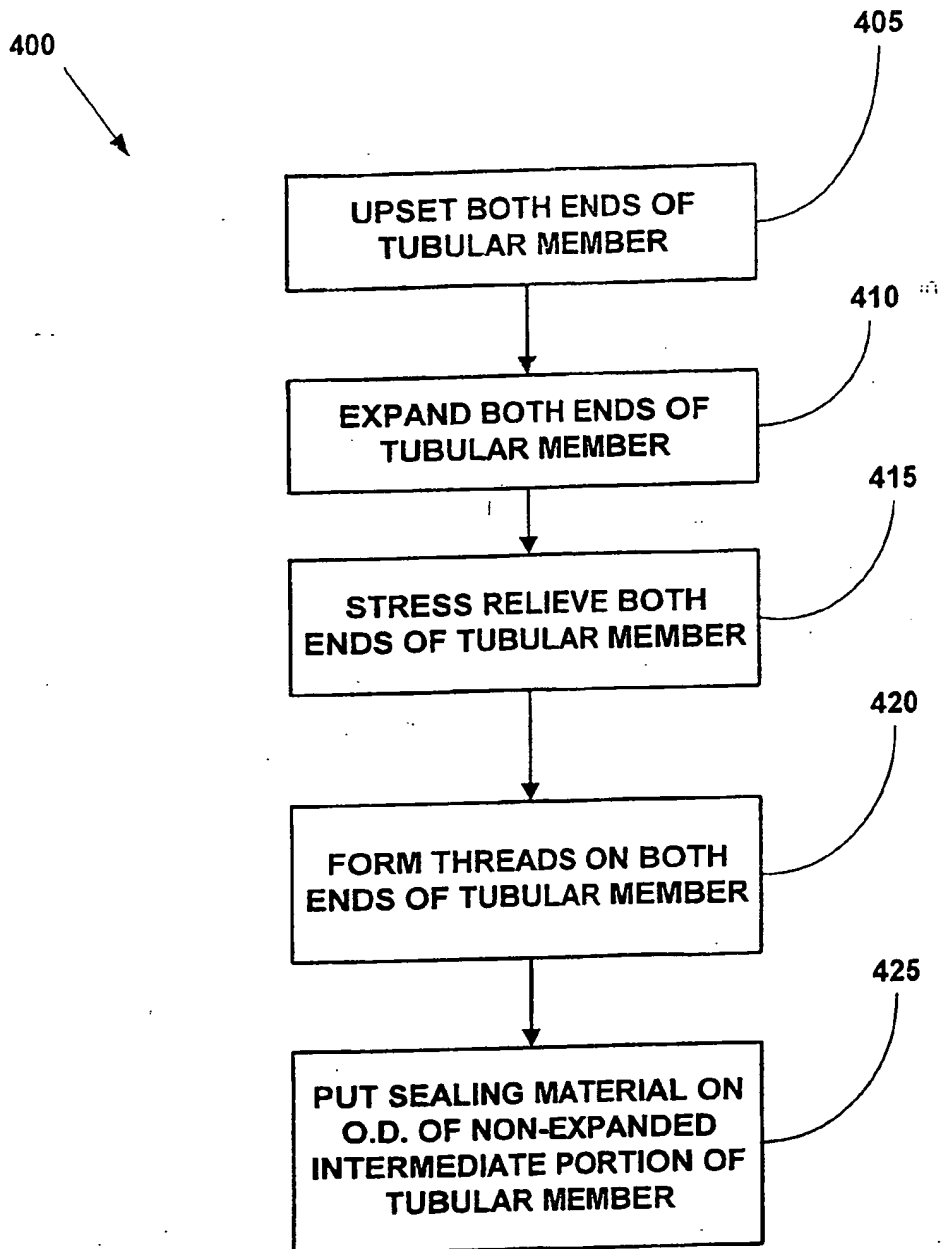 400
405
UPSET BOTH ENDS OF
TUBULAR MEMBER
410
EXPAND BOTH ENDS OF
TUBULAR MEMBER
415
STRESS RELIEVE BOTH
ENDS OF TUBULAR MEMBER
420
FORM THREADS ON BOTH
ENDS OF TUBULAR MEMBER
425
PUT SEALING MATERIAL ON
O.D. OF NON-EXPANDED
INTERMEDIATE PORTION OF
TUBULAR MEMBER